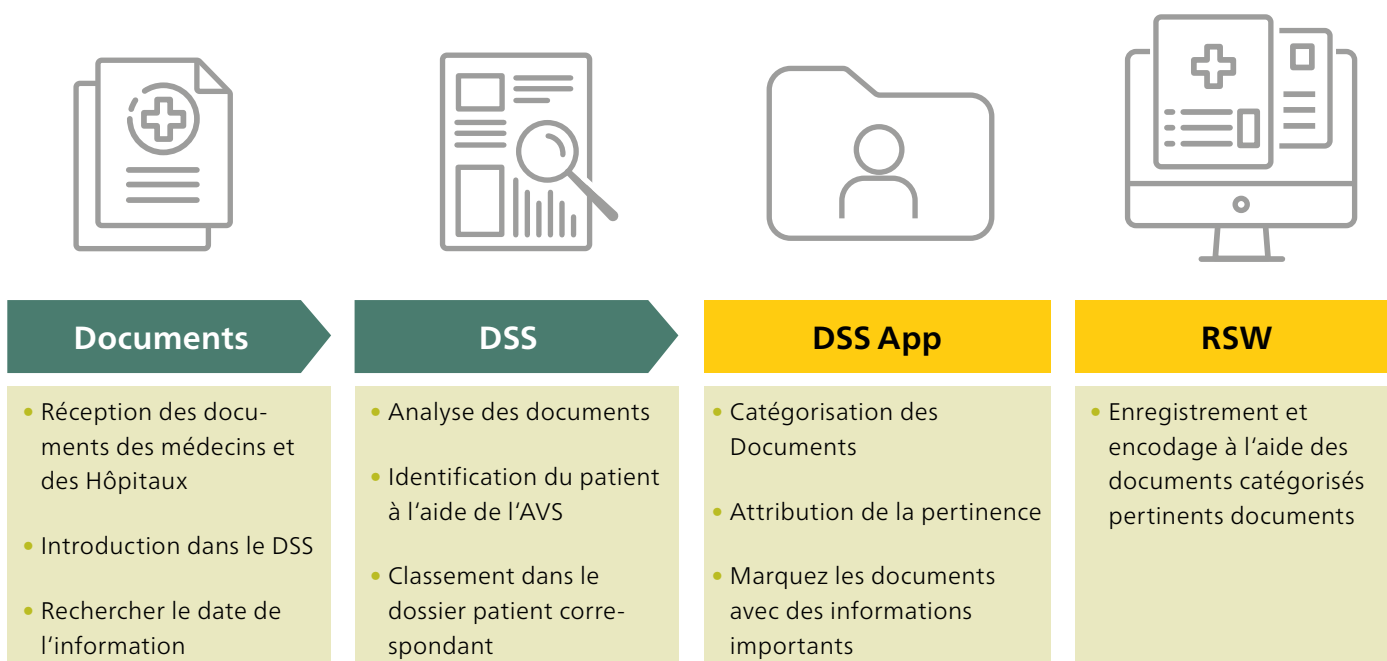 Documents
• Réception des docu-
ments des médecins et
des Hôpitaux
• Introduction dans le DSS
• Rechercher le date de
l‘information
DSS
• Analyse des documents
• Identification du patient
à l‘aide de l’AVS
• Classement dans le
dossier patient corre-
spondant
DSS App
• Catégorisation des
Documents
• Attribution de la pertinence
• Marquez les documents
avec des informations
importants
RSW
• Enregistrement et
encodage à l‘aide des
documents catégorisés
pertinents documents